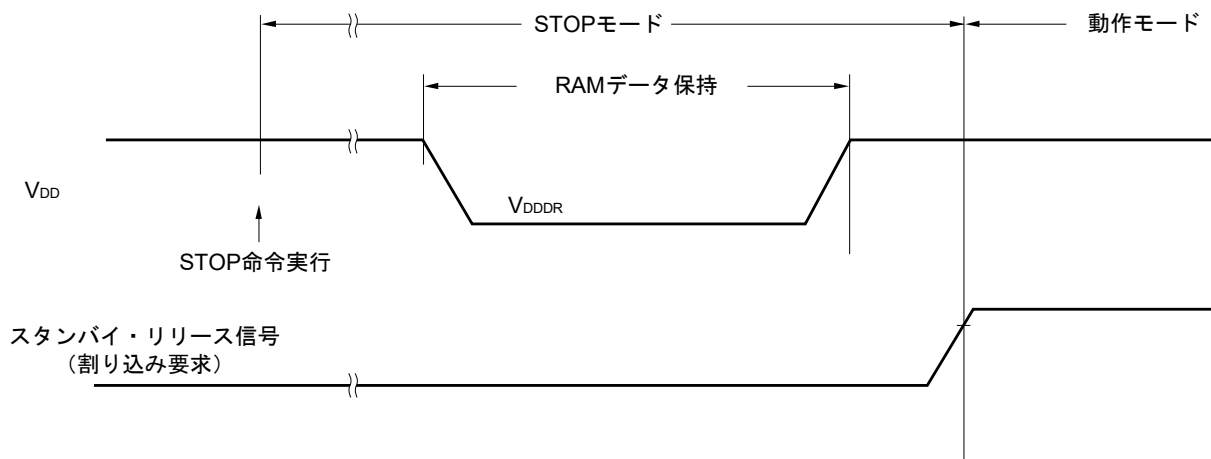 STOPモード
動作モード
RAMデータ保持
VDD
VDDDR
STOP命令実行
スタンバイ・リリース信号
（割り込み要求）